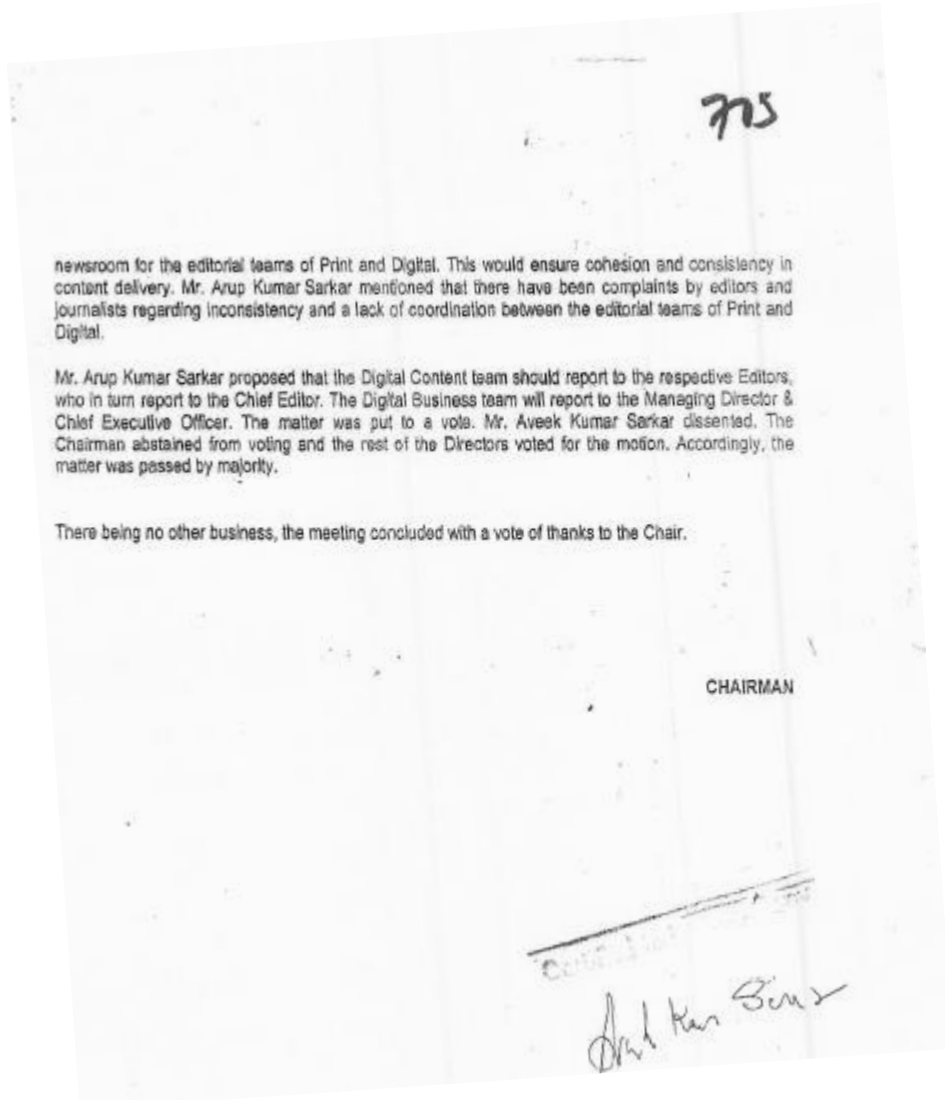 705
newsroom for the editorial teams of Print and Digital. This would ensure cohesion and consistency in
content delivery. Mr. Arup Kumar Sarkar mentioned that there have been complaints by editors and
journalists regarding inconsistency and a lack of coordination between the editorial teams of Print and
Digital.
Mr. Arup Kumar Sarkar proposed that the Digital Content team should report to the respective Editors,
who in turn report to the Chief Editor. The Digital Business team will report to the Managing Director &
Chief Executive Officer. The matter was put to a vote. Mr. Aveek Kumar Sarkar dissented. The
Chairman abstained from voting and the rest of the Directors voted for the motion. Accordingly, the
matter was passed by majority.
There being no other business, the meeting concluded with a vote of thanks to the Chair.
CHAIRMAN